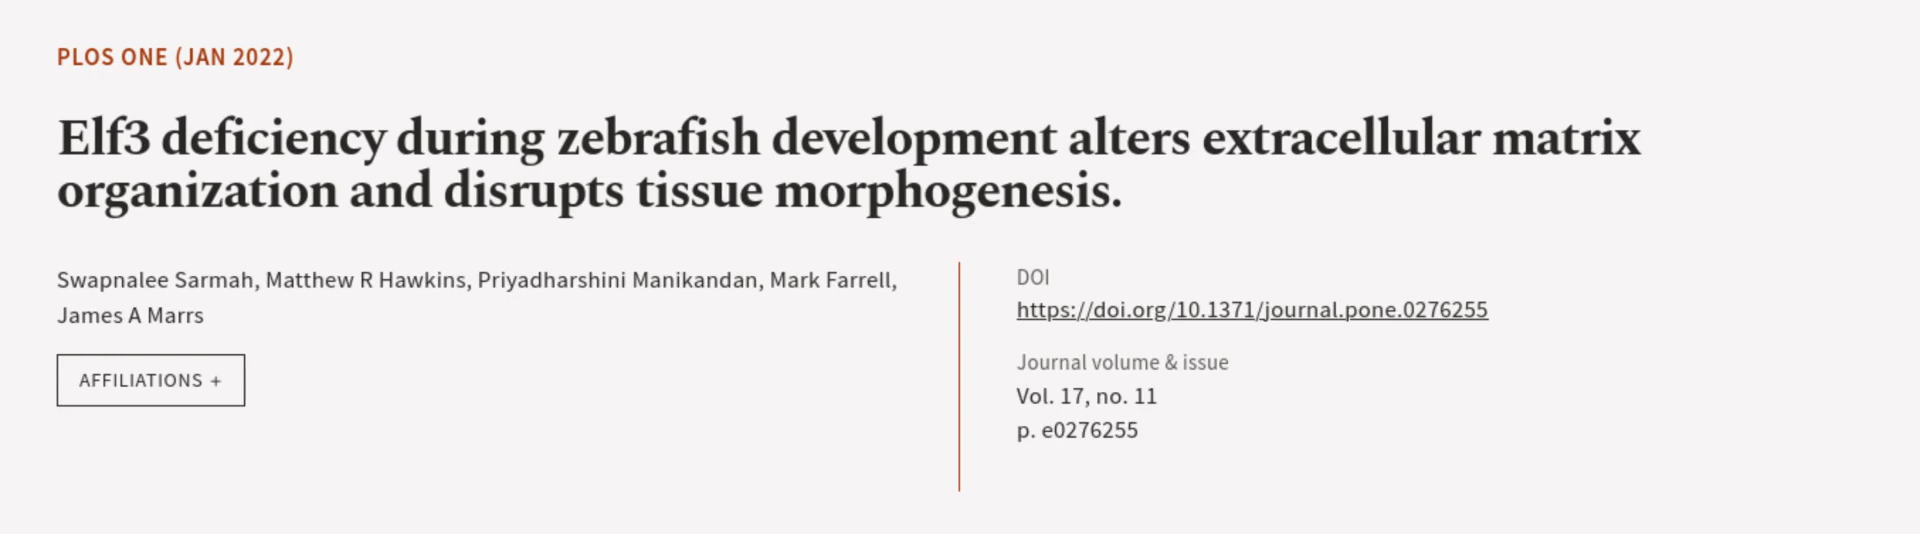 PLOS ONE (JAN 2022)
Elf3 deficiency during zebrafish development alters extracellular matrix
organization and disrupts tissue morphogenesis.
Swapnalee Sarmah, Matthew R Hawkins, Priyadharshini Manikandan, Mark Farrell,
James A Marrs
AFFILIATIONS +
DOI
https://doi.org/10.1371/journal.pone.0276255
Journal volume & issue
Vol. 17, no. 11
p. e0276255